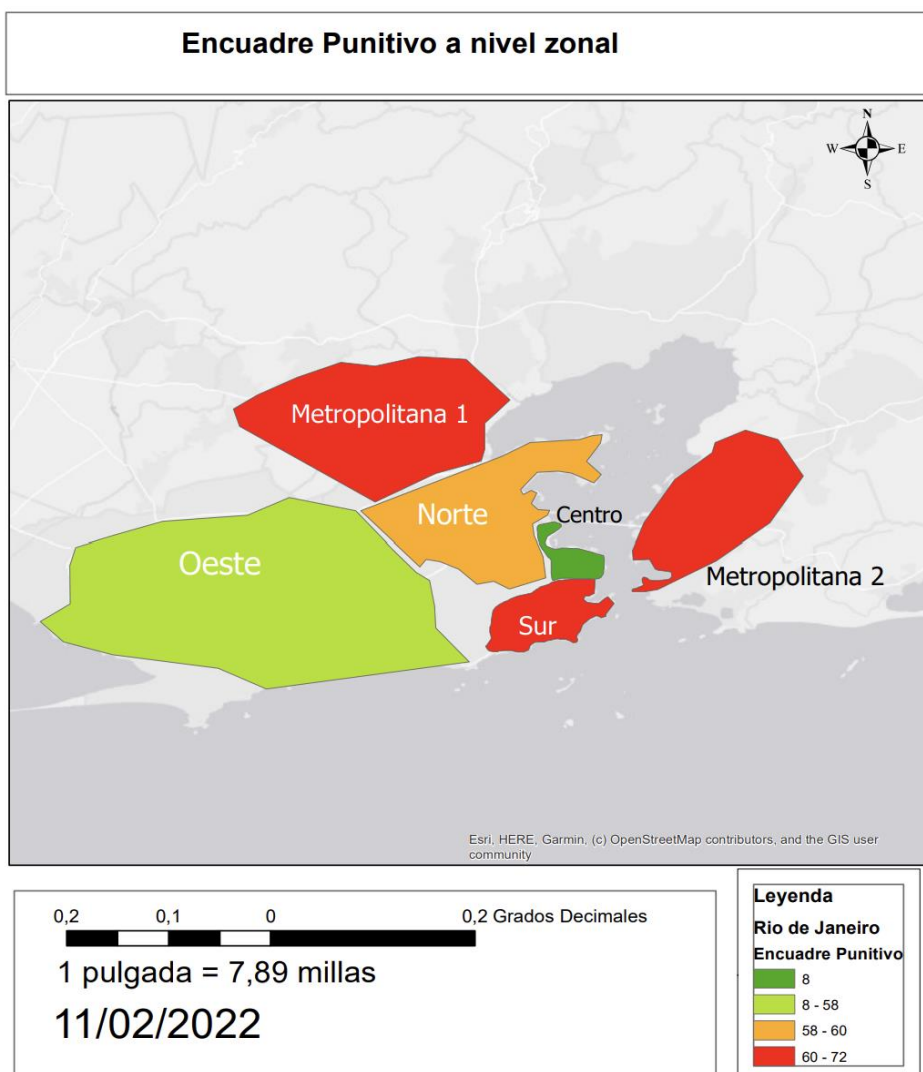 Encuadre Punitivo a nivel zonal
N
W
E
S
Metropolitana 1
Norte
Centro
Oeste
Metropolitana 2
Sur
Esri, HERE, Garmin, (c) OpenStreetMap contributors, and the GIS user
community
0,2 0,1 0 0,2 Grados Decimales
1 pulgada = 7,89 millas
11/02/2022
Leyenda
Rio de Janeiro
Encuadre Punitivo
8
8 - 58
58 - 60
60 - 72